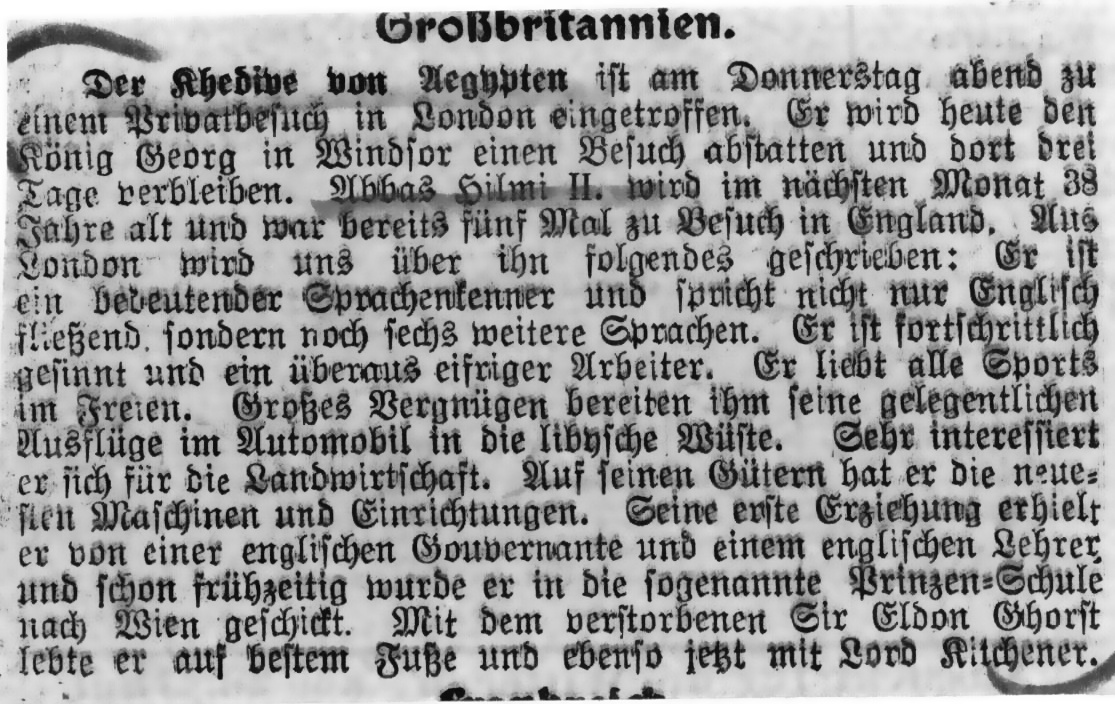 Großbritannien.
Der Khedive von Aegypten ist am Donnerstag abend zu
einem Privatbesuch in London eingetroffen. Er wird heute den
König Georg in Windsor einen Besuch abstatten und dort drei
Tage verbleiben. Abbas Hilmi II. wird im nächsten Monat 38
Jahre alt und war bereits fünf Mal zu Besuch in England. Aus
London wird uns über ihn folgendes geschrieben: Er ist
ein bedeutender Sprachenkenner und spricht nicht nur Englisch
fließend, sondern noch sechs weitere Sprachen. Er ist fortschrittlich
gesinnt und ein überaus eifriger Arbeiter. Er liebt alle Sports
im Freien. Großes Vergnügen bereiten ihm seine gelegentlichen
Ausflüge im Automobil in die libysche Wüste. Sehr interessiert
er sich für die Landwirtschaft. Auf seinen Gütern hat er die neue-
sten Maschinen und Einrichtungen. Seine erste Erziehung erhielt
er von einer englischen Gouvernante und einem englischen Lehrer
und schon frühzeitig wurde er in die sogenannte Prinzen-Schule
nach Wien geschickt. Mit dem verstorbenen Sir Eldon Ghorst
lebte er auf bestem Fuße und ebenso jetzt mit Lord Kitchener.